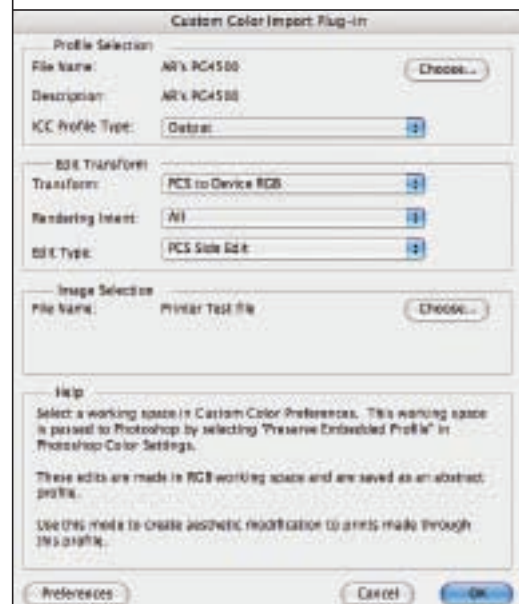 Custom Color Import Plug-in
Profile Selection
File Name: AR's PG4500 Choose...
Description: AR's PG4500
ICC Profile Type: Output
Edit Transform
Transform: PCS to Device RGB
Rendering Intent: All
Edit Type: PCS Side Edit
Image Selection
File Name: Printer Test file Choose...
Help
Select a working space in Custom Color Preferences. This working space
is passed to Photoshop by selecting "Preserve Embedded Profile" in
Photoshop Color Settings.
These edits are made in RGB working space and are saved as an abstract
profile.
Use this mode to create aesthetic modification to prints made through
this profile.
Preferences Cancel OK